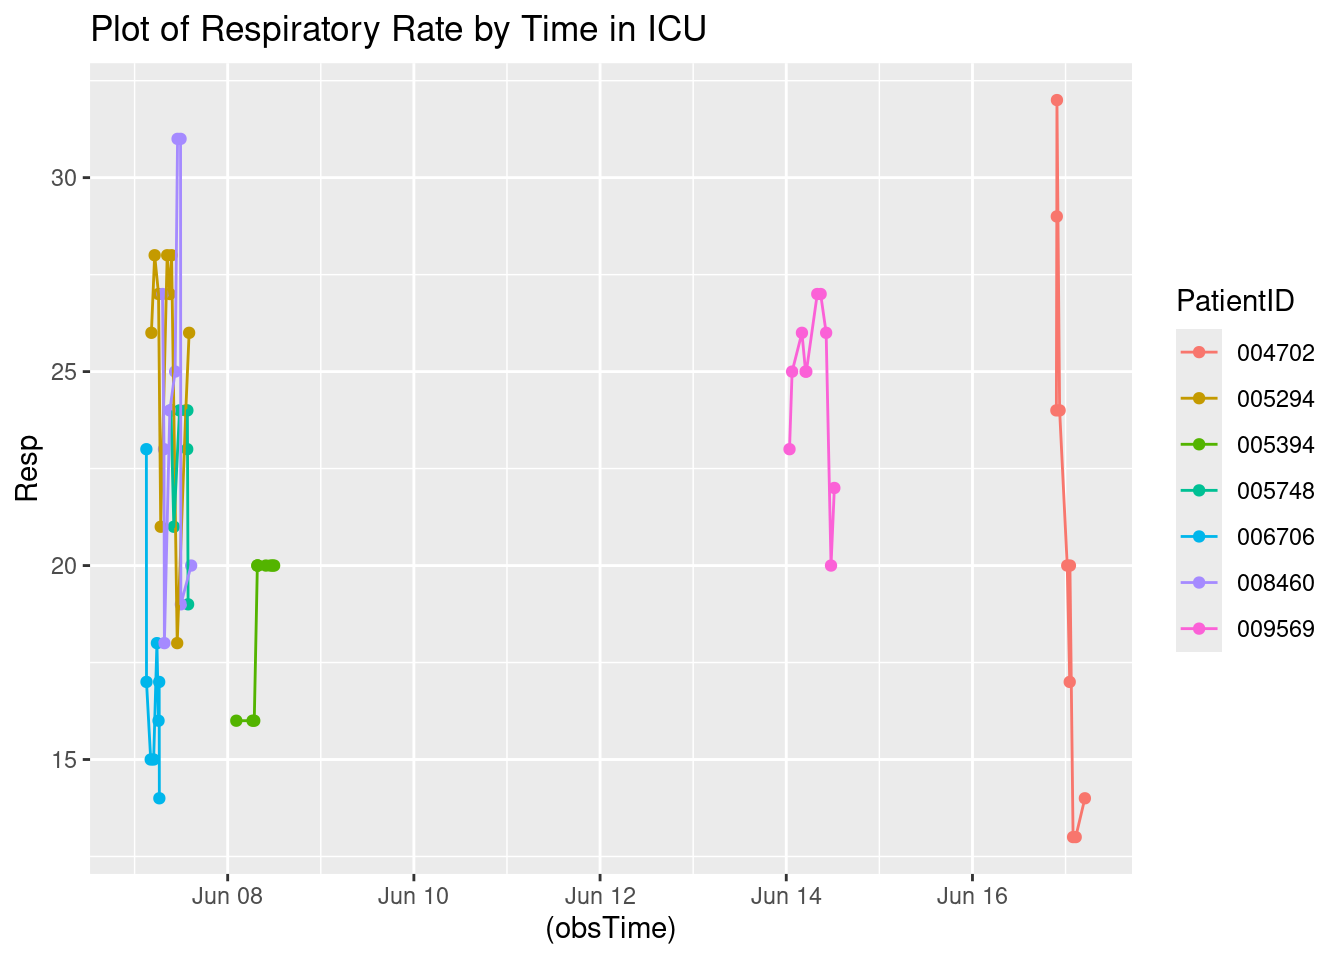 Plot of Respiratory Rate by Time in ICU
30
25
20
15
Resp
Jun 08 Jun 10 Jun 12 Jun 14 Jun 16
(obsTime)
PatientID
004702
005294
005394
005748
006706
008460
009569